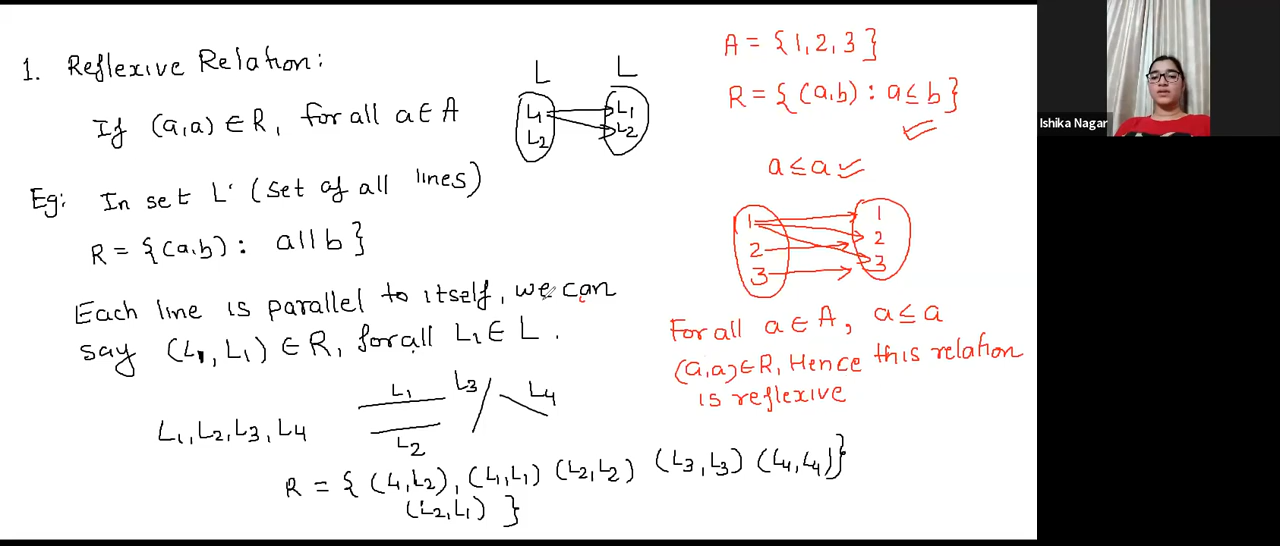 1. Reflexive Relation:
If (a,a) ∈ R, for all a ∈ A
Eg: In set L' (set of all lines)
R = {(a,b) : a||b}
Each line is parallel to itself, we can
say (L1, L1) ∈ R, for all L1 ∈ L.
L L
L1 L1
L2 L2
L1, L2, L3, L4
L1 L3 L4
L2
R = { (L1,L2), (L1,L1) (L2,L2) (L3,L3) (L4,L4)}
(L2,L1) }
A = {1,2,3}
R = {(a,b) : a ≤ b}
✓
a ≤ a ✓
1 1
2 2
3 3
For all a ∈ A, a ≤ a
(a,a) ∈ R, Hence this relation
is reflexive
Ishika Nagar